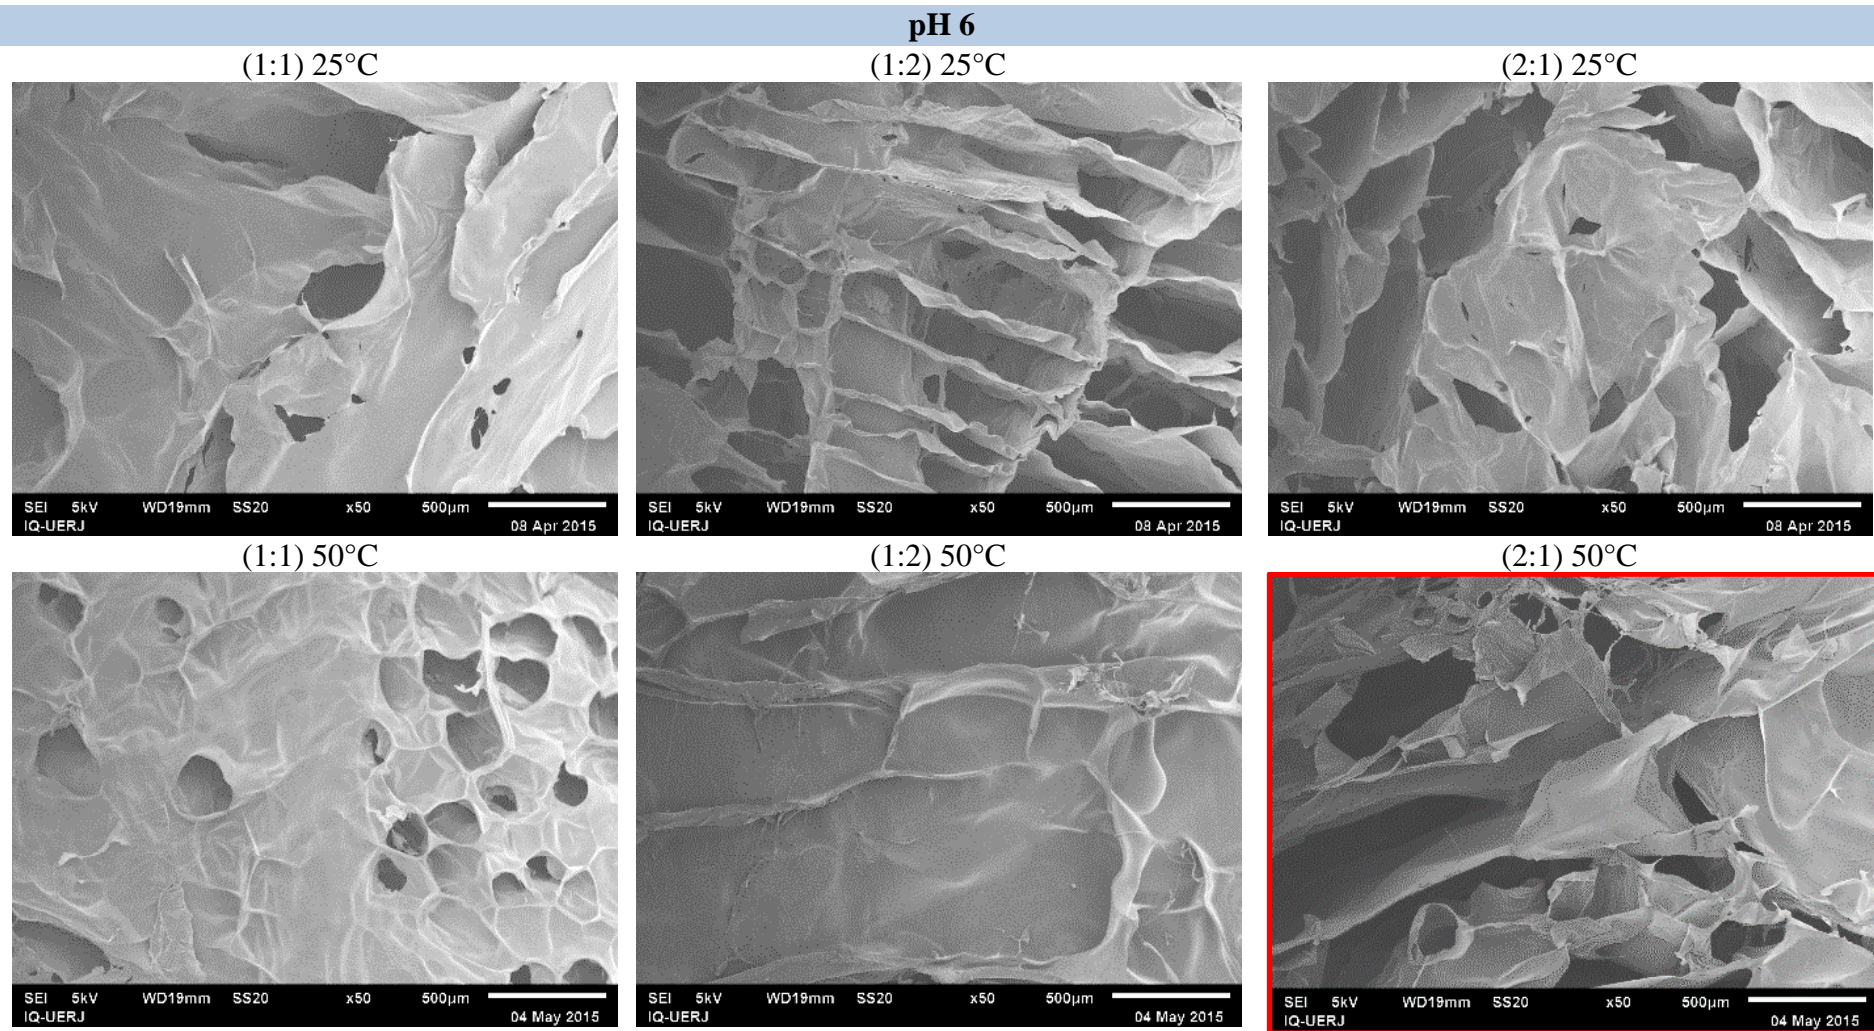 pH 6
(1:1) 25°C
(1:2) 25°C
(2:1) 25°C
SEI 5kV WD19mm SS20 x50 500µm
IQ-UERJ 08 Apr 2015
SEI 5kV WD19mm SS20 x50 500µm
IQ-UERJ 08 Apr 2015
SEI 5kV WD19mm SS20 x50 500µm
IQ-UERJ 08 Apr 2015
(1:1) 50°C
(1:2) 50°C
(2:1) 50°C
SEI 5kV WD19mm SS20 x50 500µm
IQ-UERJ 04 May 2015
SEI 5kV WD19mm SS20 x50 500µm
IQ-UERJ 04 May 2015
SEI 5kV WD19mm SS20 x50 500µm
IQ-UERJ 04 May 2015